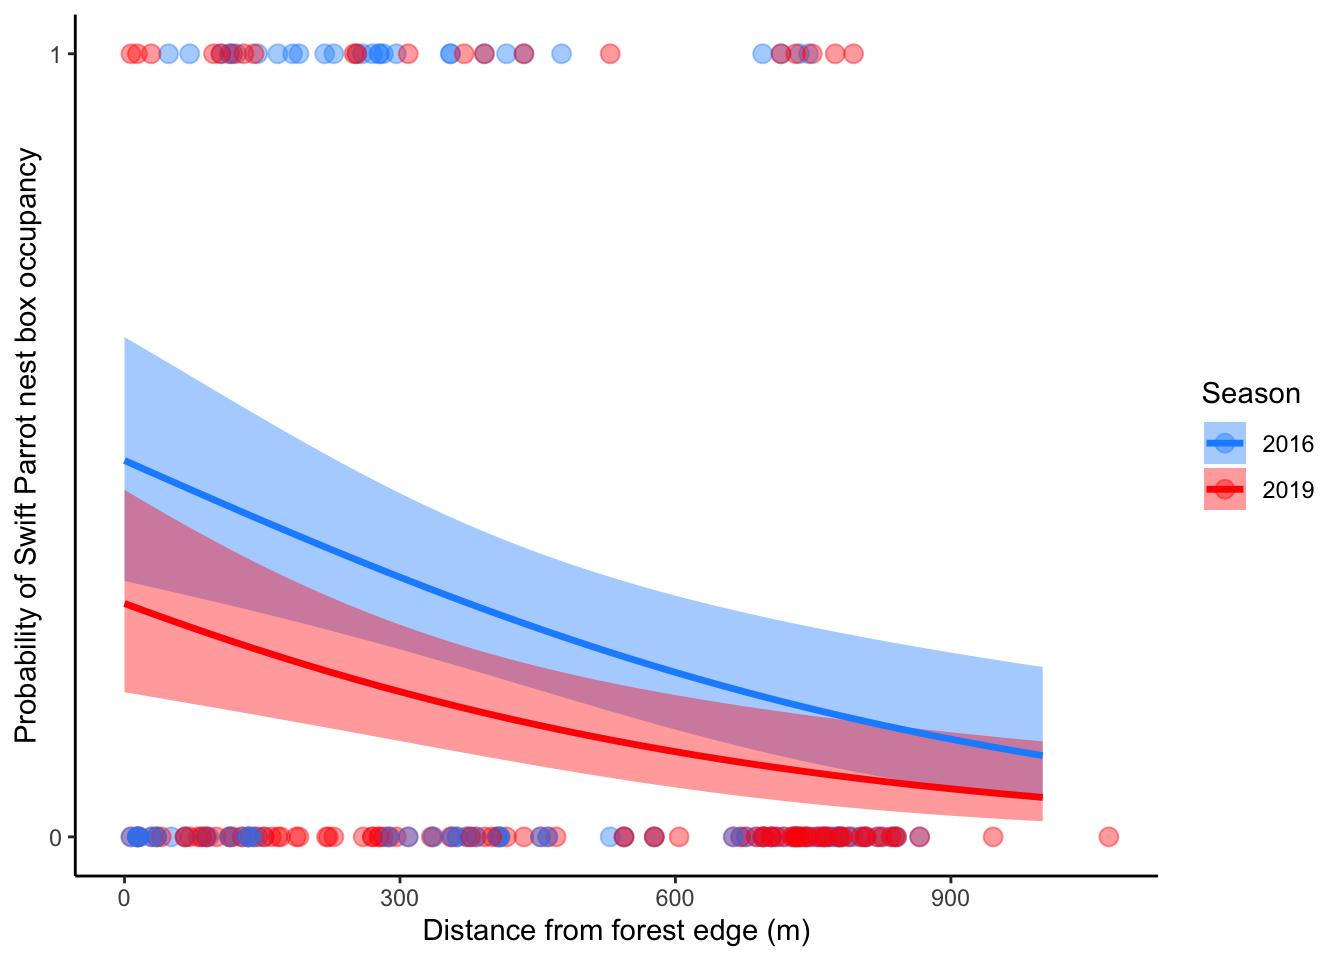 Probability of Swift Parrot nest box occupancy
1
0
0 300 600 900
Distance from forest edge (m)
Season
2016
2019